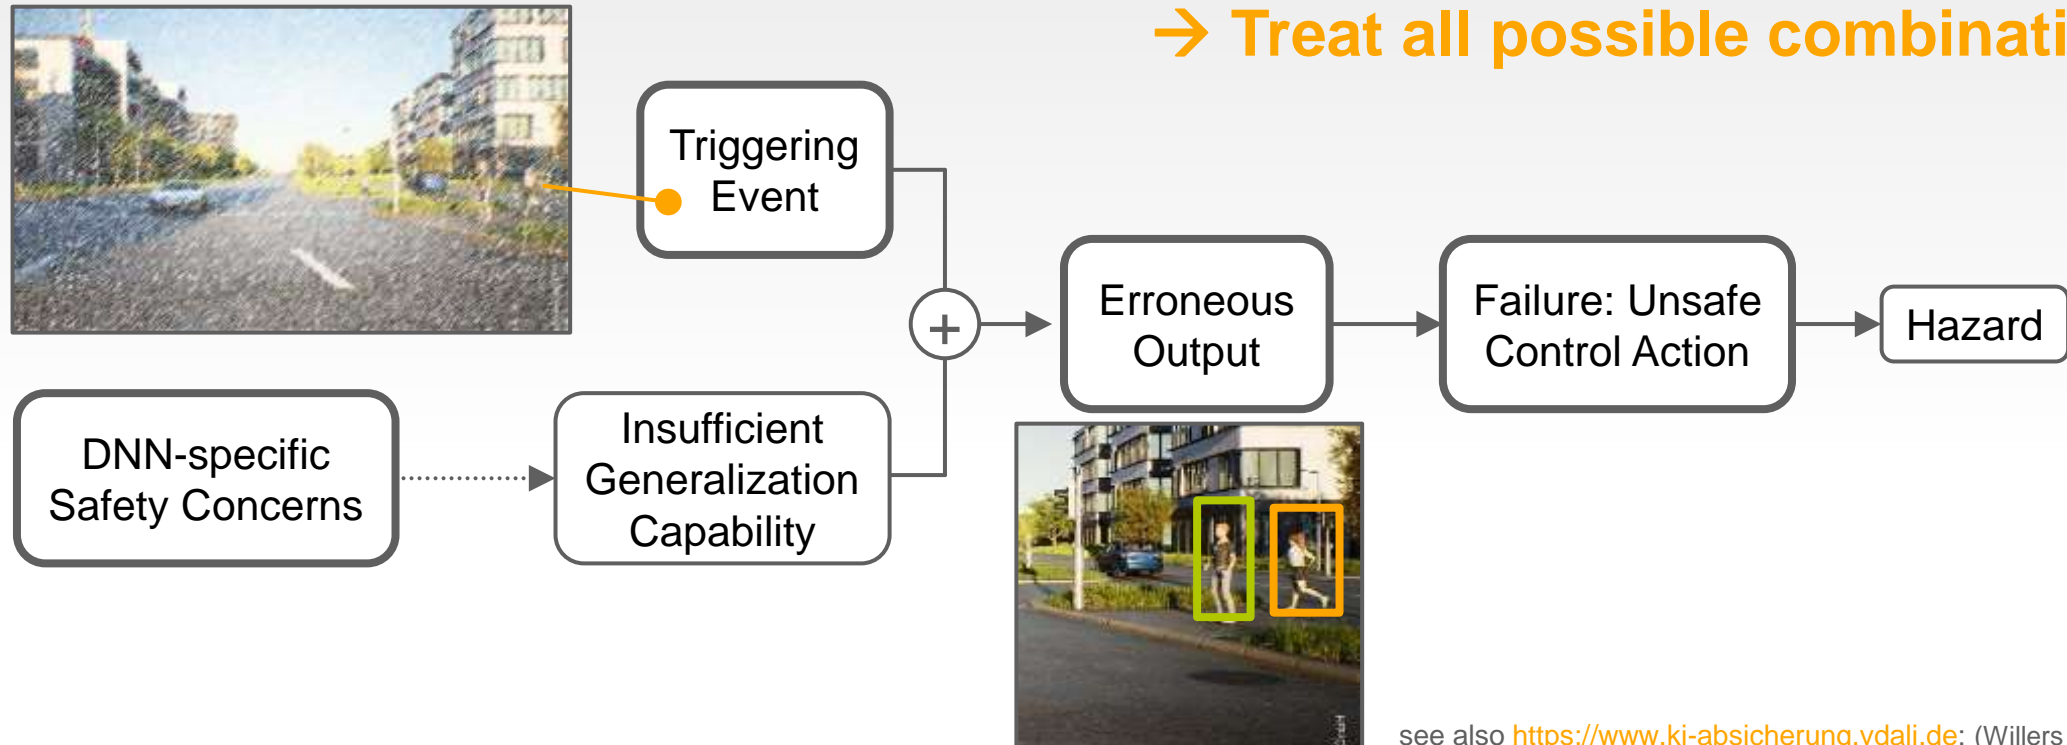 → Treat all possible combinati
Triggering
Event
+
Erroneous
Output
Failure: Unsafe
Control Action
Hazard
DNN-specific
Safety Concerns
Insufficient
Generalization
Capability
see also https://www.ki-absicherung.vdali.de; (Willers